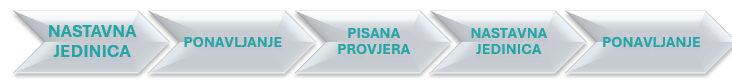 NASTAVNA
JEDINICA
PONAVLJANJE
PISANA
PROVJERA
NASTAVNA
JEDINICA
PONAVLJANJE